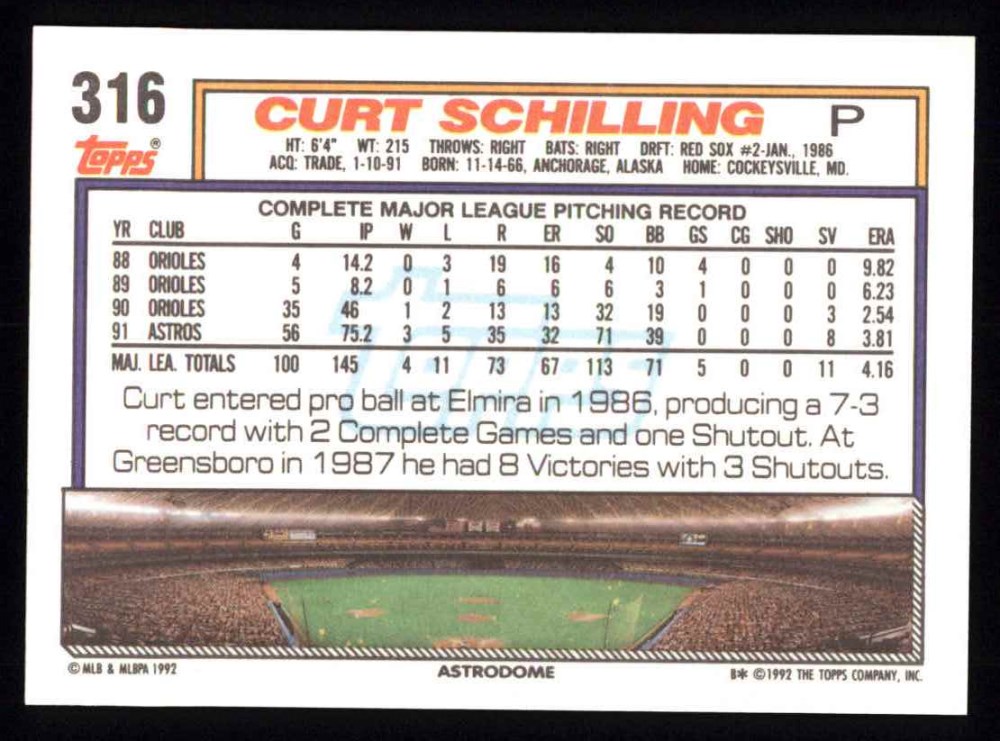 316
topps®
CURT SCHILLING P
HT: 6'4" WT: 215 THROWS: RIGHT BATS: RIGHT DRFT: RED SOX #2-JAN., 1986
ACQ: TRADE, 1-10-91 BORN: 11-14-66, ANCHORAGE, ALASKA HOME: COCKEYSVILLE, MD.
COMPLETE MAJOR LEAGUE PITCHING RECORD
YR CLUB G IP W L R ER SO BB GS CG SHO SV ERA
88 ORIOLES 4 14.2 0 3 19 16 4 10 4 0 0 0 9.82
89 ORIOLES 5 8.2 0 1 6 6 6 3 1 0 0 0 6.23
90 ORIOLES 35 46 1 2 13 13 32 19 0 0 0 3 2.54
91 ASTROS 56 75.2 3 5 35 32 71 39 0 0 0 8 3.81
MAJ. LEA. TOTALS 100 145 4 11 73 67 113 71 5 0 0 11 4.16
Topps
Curt entered pro ball at Elmira in 1986, producing a 7-3
record with 2 Complete Games and one Shutout. At
Greensboro in 1987 he had 8 Victories with 3 Shutouts.
© MLB & MLBPA 1992 ASTRODOME B* ©1992 THE TOPPS COMPANY, INC.